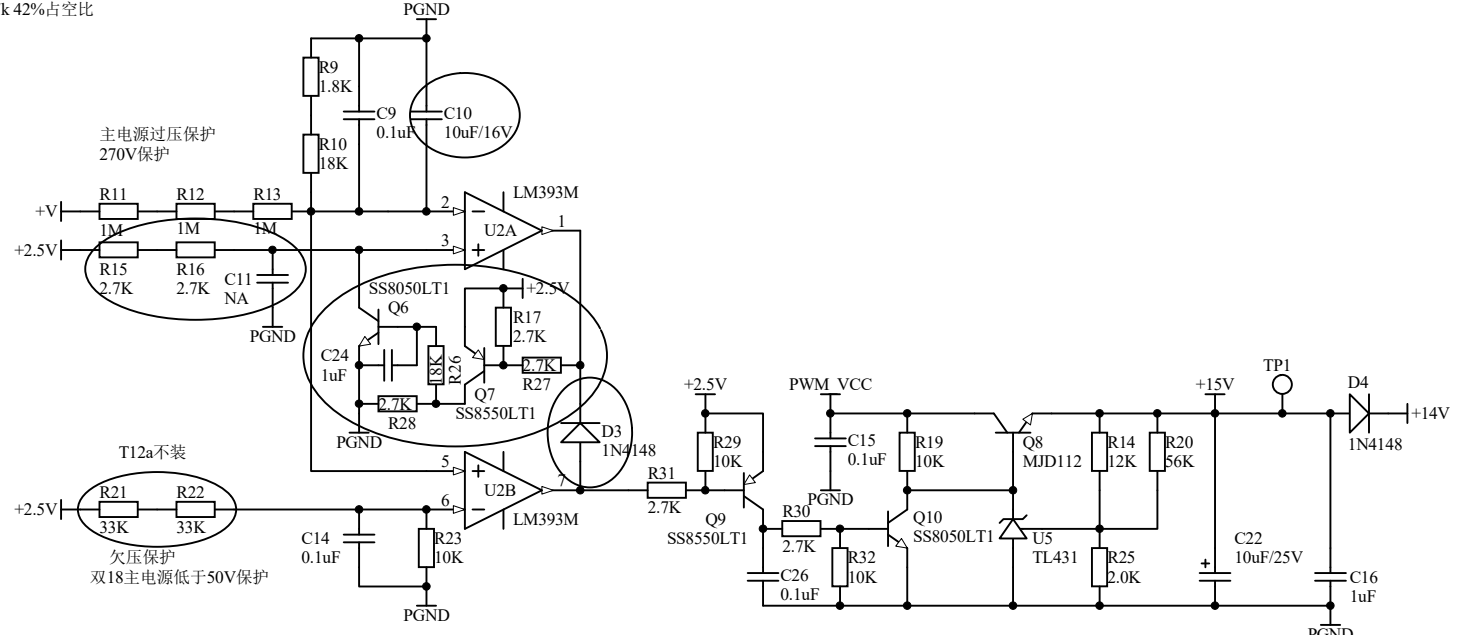 k 42%占空比
PGND
R9
1.8K
C9
0.1uF
C10
10uF/16V
R10
18K
主电源过压保护
270V保护
R11
R12
R13
LM393M
+V
2
1
1M
1M
1M
U2A
+2.5V
3
R15
2.7K
R16
2.7K
C11
NA
PGND
SS8050LT1
Q6
+2.5V
R17
2.7K
C24
1uF
18K
R26
2.7K
R27
Q7
SS8550LT1
2.7K
R28
PGND
D3
1N4148
+2.5V
PWM_VCC
+15V
TP1
D4
+14V
1N4148
R29
10K
C15
0.1uF
R19
10K
Q8
MJD112
R14
12K
R20
56K
PGND
T12a不装
R21
33K
R22
33K
+2.5V
5
6
7
U2B
LM393M
R31
2.7K
Q9
SS8550LT1
R30
2.7K
Q10
SS8050LT1
U5
TL431
C22
10uF/25V
+
欠压保护
双18主电源低于50V保护
C14
0.1uF
R23
10K
C26
0.1uF
R32
10K
R25
2.0K
C16
1uF
PGND
PGND